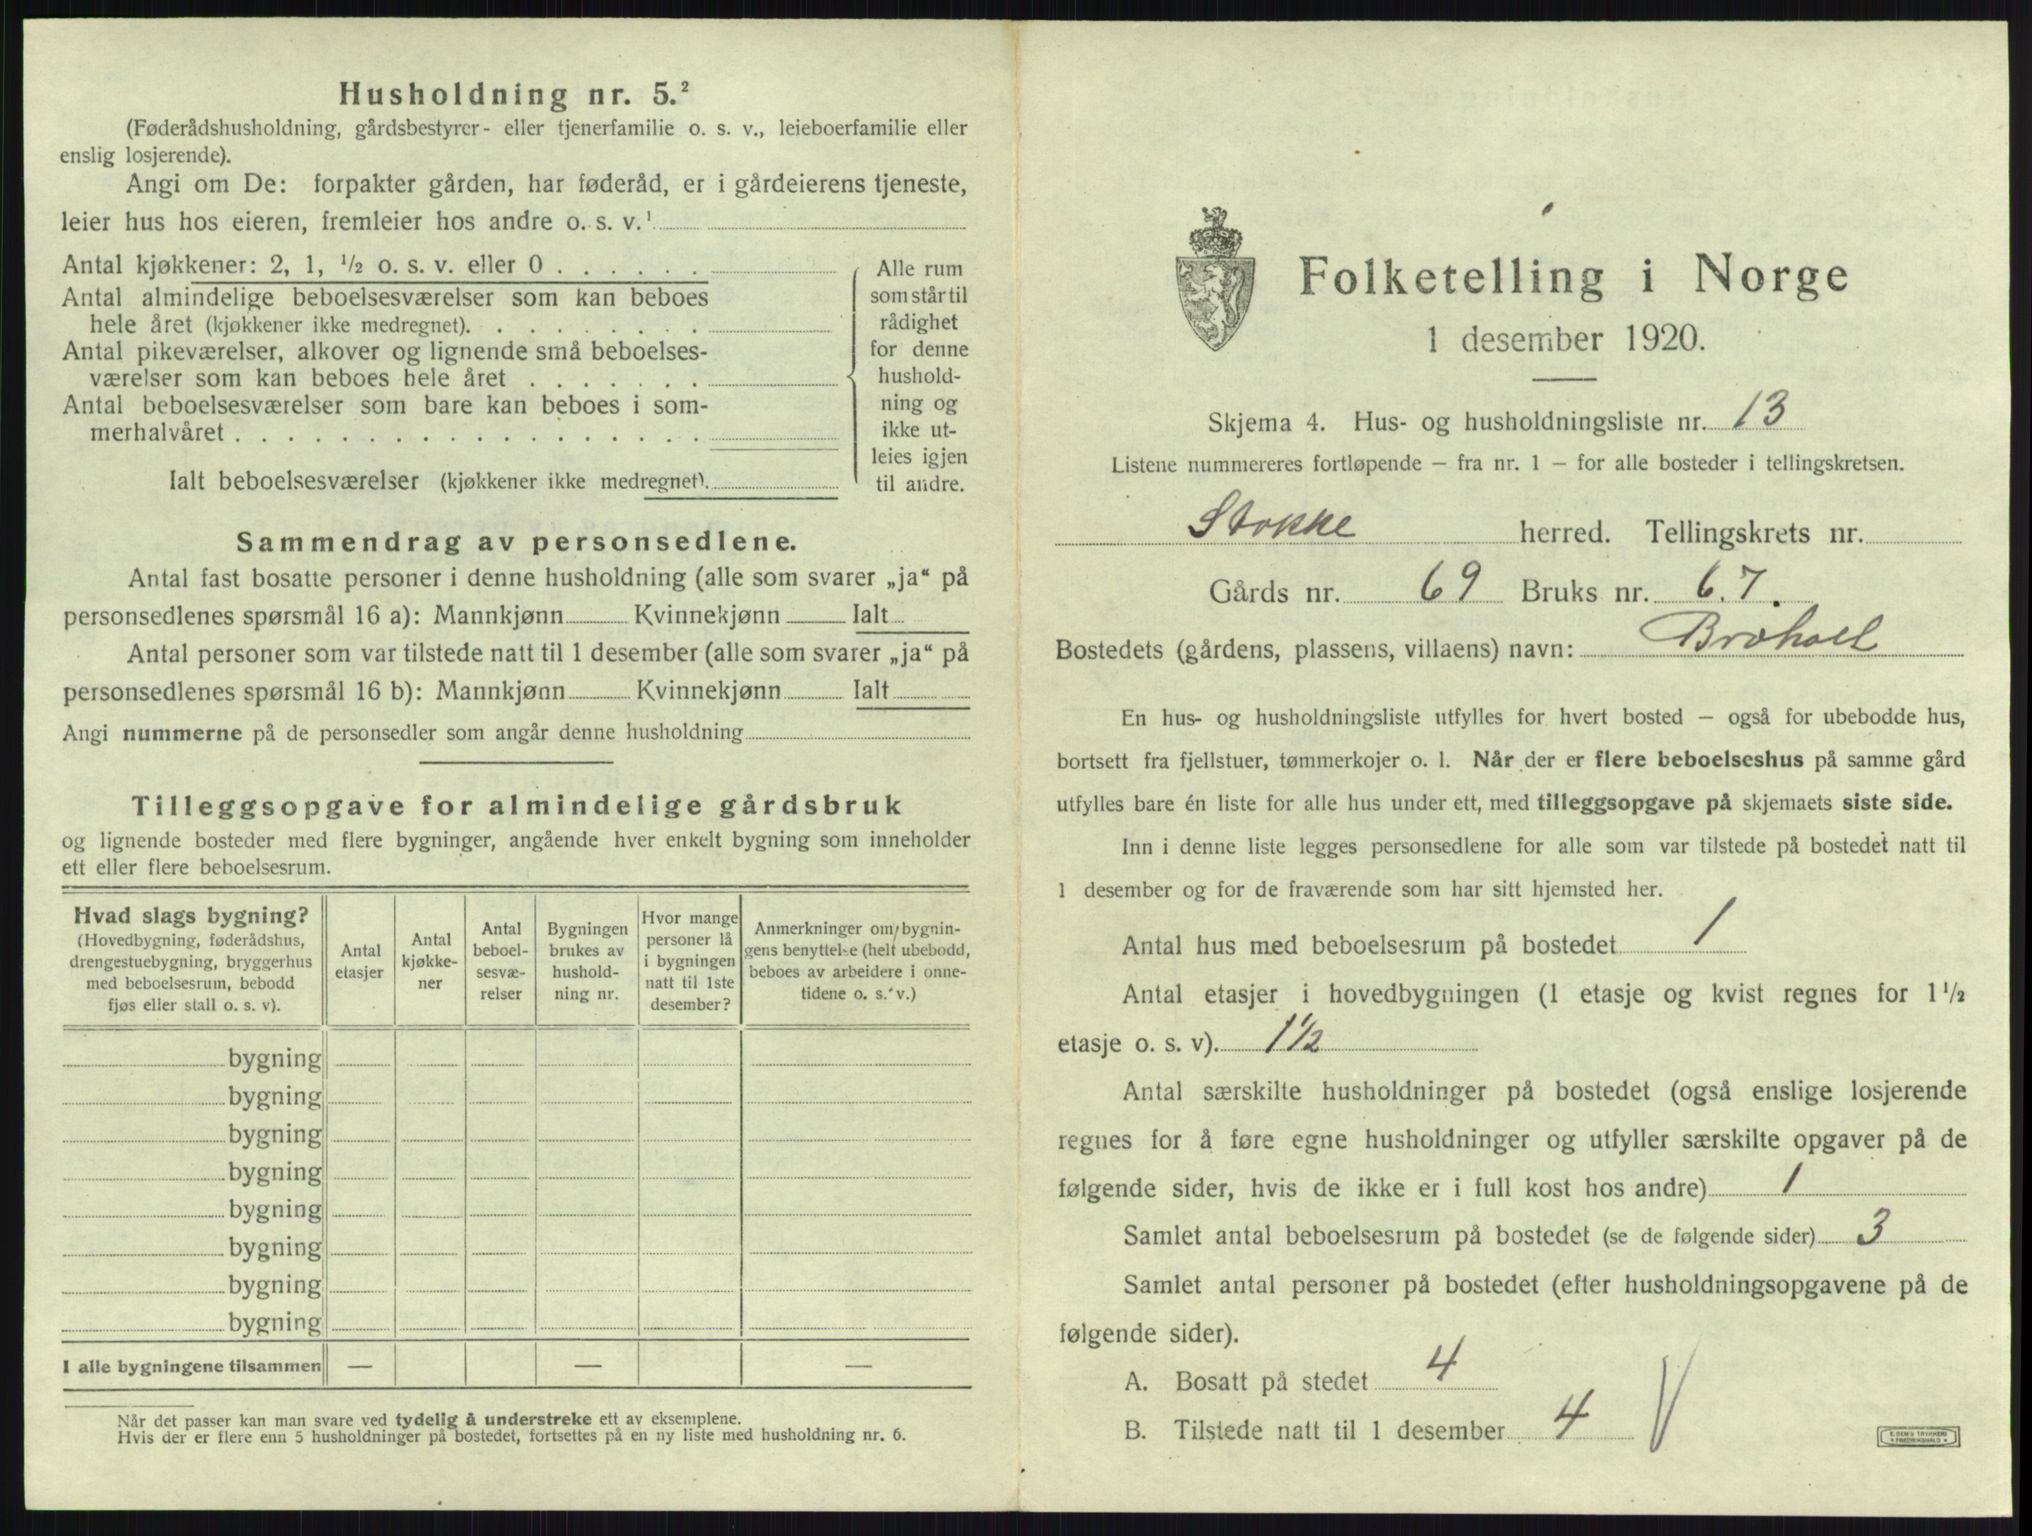 Husholdning nr. 5.²
(Føderådshusholdning, gårdsbestyrer- eller tjenerfamilie o. s. v., leieboerfamilie eller
enslig losjerende).
Angi om De: forpakter gården, har føderåd, er i gårdeierens tjeneste,
leier hus hos eieren, fremleier hos andre o. s. v.¹
Antal kjøkkener: 2, 1, ½ o. s. v. eller 0 . . . . . .
Antal almindelige beboelsesværelser som kan beboes
hele året (kjøkkener ikke medregnet). . . . . . . . .
Antal pikeværelser, alkover og lignende små beboelses-
værelser som kan beboes hele året . . . . . . .
Antal beboelsesværelser som bare kan beboes i som-
merhalvåret . . . . . . . . . . . . . . . . . .
Ialt beboelsesværelser (kjøkkener ikke medregnet).
Alle rum
som står til
rådighet
for denne
hushold-
ning og
ikke ut-
leies igjen
til andre.
Sammendrag av personsedlene.
Antal fast bosatte personer i denne husholdning (alle som svarer „ja“ på
personsedlenes spørsmål 16 a): Mannkjønn Kvinnekjønn Ialt
Antal personer som var tilstede natt til 1 desember (alle som svarer „ja“ på
personsedlenes spørsmål 16 b): Mannkjønn Kvinnekjønn Ialt
Angi nummerne på de personsedler som angår denne husholdning
Tilleggsopgave for almindelige gårdsbruk
og lignende bosteder med flere bygninger, angående hver enkelt bygning som inneholder
ett eller flere beboelsesrum.
Hvad slags bygning?
(Hovedbygning, føderådshus,
drengestuebygning, bryggerhus
med beboelsesrum, bebodd
fjøs eller stall o. s. v).
Antal
etasjer
Antal
kjøkke-
ner
Antal
beboel-
sesvæ-
relser
Bygningen
brukes av
hushold-
ning nr.
Hvor mange
personer lå
i bygningen
natt til 1ste
desember?
Anmerkninger om bygnin-
gens benyttelse (helt ubebodd,
beboes av arbeidere i onne-
tidene o. s. v.)
bygning
bygning
bygning
bygning
bygning
bygning
bygning
bygning
I alle bygningene tilsammen — — —
Når det passer kan man svare ved tydelig å understreke ett av eksemplene.
Hvis der er flere enn 5 husholdninger på bostedet, fortsettes på en ny liste med husholdning nr. 6.
Folketelling i Norge
1 desember 1920.
Skjema 4. Hus- og husholdningsliste nr. 13
Listene nummereres fortløpende – fra nr. 1 – for alle bosteder i tellingskretsen.
Stokke herred. Tellingskrets nr.
Gårds nr. 69 Bruks nr. 67.
Bostedets (gårdens, plassens, villaens) navn: Broholt
En hus- og husholdningsliste utfylles for hvert bosted – også for ubebodde hus,
bortsett fra fjellstuer, tømmerkojer o. l. Når der er flere beboelseshus på samme gård
utfylles bare én liste for alle hus under ett, med tilleggsopgave på skjemaets siste side.
Inn i denne liste legges personsedlene for alle som var tilstede på bostedet natt til
1 desember og for de fraværende som har sitt hjemsted her.
Antal hus med beboelsesrum på bostedet 1
Antal etasjer i hovedbygningen (1 etasje og kvist regnes for 1½
etasje o. s. v). 1½
Antal særskilte husholdninger på bostedet (også enslige losjerende
regnes for å føre egne husholdninger og utfyller særskilte opgaver på de
følgende sider, hvis de ikke er i full kost hos andre) 1
Samlet antal beboelsesrum på bostedet (se de følgende sider) 3
Samlet antal personer på bostedet (efter husholdningsopgavene på de
følgende sider).
A. Bosatt på stedet 4
B. Tilstede natt til 1 desember 4